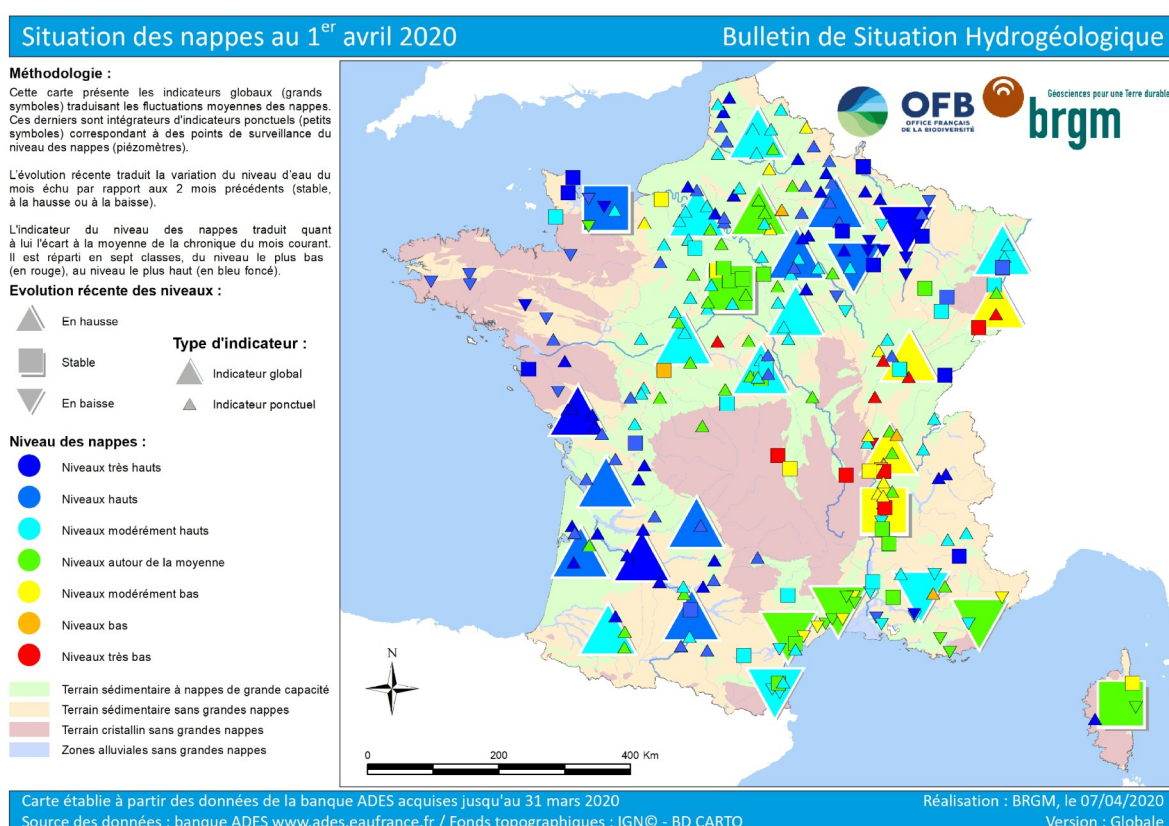 Situation des nappes au 1er avril 2020
Bulletin de Situation Hydrogéologique
Méthodologie :
Cette carte présente les indicateurs globaux (grands
symboles) traduisant les fluctuations moyennes des nappes.
Ces derniers sont intégrateurs d'indicateurs ponctuels (petits
symboles) correspondant à des points de surveillance du
niveau des nappes (piézomètres).
L'évolution récente traduit la variation du niveau d'eau du
mois échu par rapport aux 2 mois précédents (stable,
à la hausse ou à la baisse).
L'indicateur du niveau des nappes traduit quant
à lui l'écart à la moyenne de la chronique du mois courant.
Il est réparti en sept classes, du niveau le plus bas
(en rouge), au niveau le plus haut (en bleu foncé).
Evolution récente des niveaux :
En hausse
Stable
En baisse
Type d'indicateur :
Indicateur global
Indicateur ponctuel
Niveau des nappes :
Niveaux très hauts
Niveaux hauts
Niveaux modérément hauts
Niveaux autour de la moyenne
Niveaux modérément bas
Niveaux bas
Niveaux très bas
Terrain sédimentaire à nappes de grande capacité
Terrain sédimentaire sans grandes nappes
Terrain cristallin sans grandes nappes
Zones alluviales sans grandes nappes
OFB
OFFICE FRANÇAIS
DE LA BIODIVERSITÉ
Géosciences pour une Terre durable
brgm
N
0 200 400 Km
Carte établie à partir des données de la banque ADES acquises jusqu'au 31 mars 2020
Réalisation : BRGM, le 07/04/2020
Source des données : banque ADES www.ades.eaufrance.fr / Fonds topographiques : IGN© - BD CARTO
Version : Globale